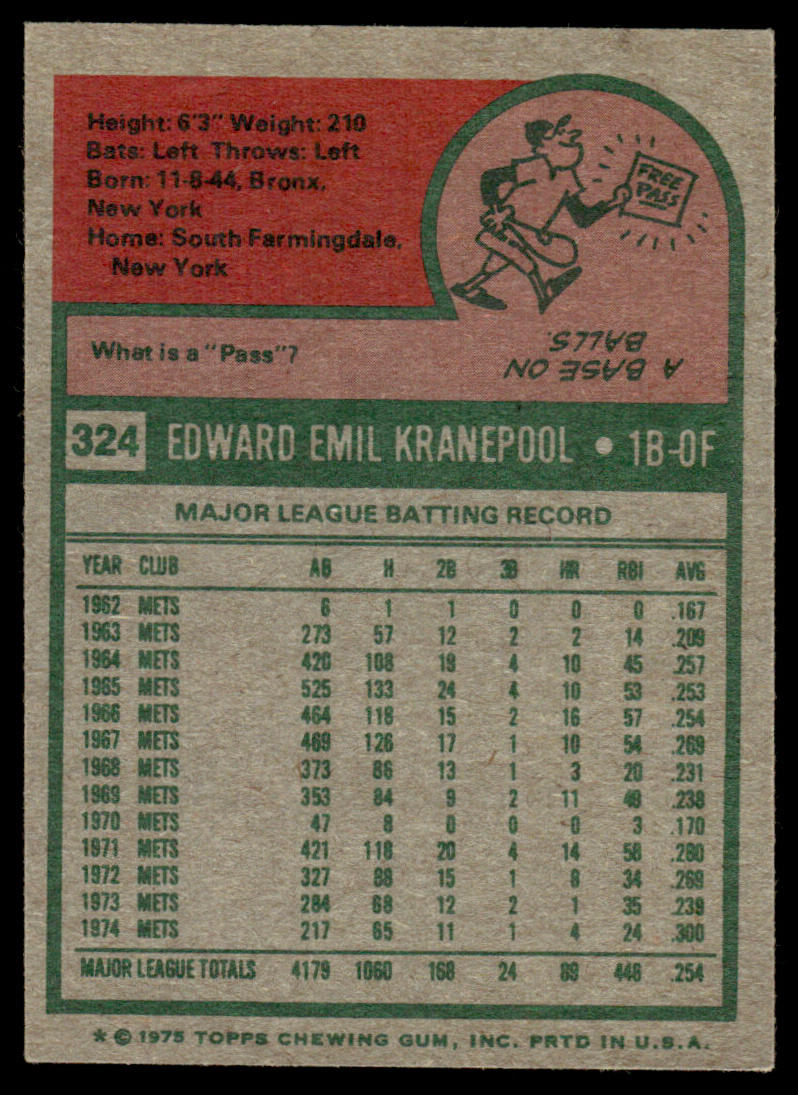 Height: 6'3" Weight: 210
Bats: Left Throws: Left
Born: 11-8-44, Bronx,
New York
Home: South Farmingdale,
New York
FREE
PASS
What is a "Pass"?
A BASE ON
BALLS.
324 EDWARD EMIL KRANEPOOL • 1B-OF
MAJOR LEAGUE BATTING RECORD
YEAR CLUB AB H 2B 3B HR RBI AVG
1962 METS 6 1 1 0 0 0 .167
1963 METS 273 57 12 2 2 14 .209
1964 METS 420 108 19 4 10 45 .257
1965 METS 525 133 24 4 10 53 .253
1966 METS 464 118 15 2 16 57 .254
1967 METS 469 126 17 1 10 54 .269
1968 METS 373 86 13 1 3 20 .231
1969 METS 353 84 9 2 11 49 .238
1970 METS 47 8 0 0 0 3 .170
1971 METS 421 118 20 4 14 58 .280
1972 METS 327 88 15 1 8 34 .269
1973 METS 284 68 12 2 1 35 .239
1974 METS 217 65 11 1 4 24 .300
MAJOR LEAGUE TOTALS 4179 1060 168 24 89 446 .254
* © 1975 TOPPS CHEWING GUM, INC. PRTD IN U.S.A.